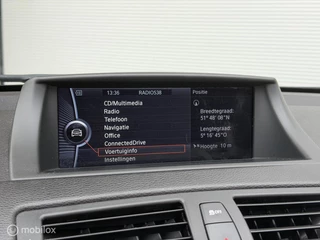 13:36 RADIO538
CD/Multimedia
Radio
Telefoon
Navigatie
Office
ConnectedDrive
Voertuiginfo
Instellingen
Positie
Breedtegraad:
51° 48' 08"N
Lengtegraad:
5° 16' 45"O
Hoogte 10 m
OFF
Mobilox